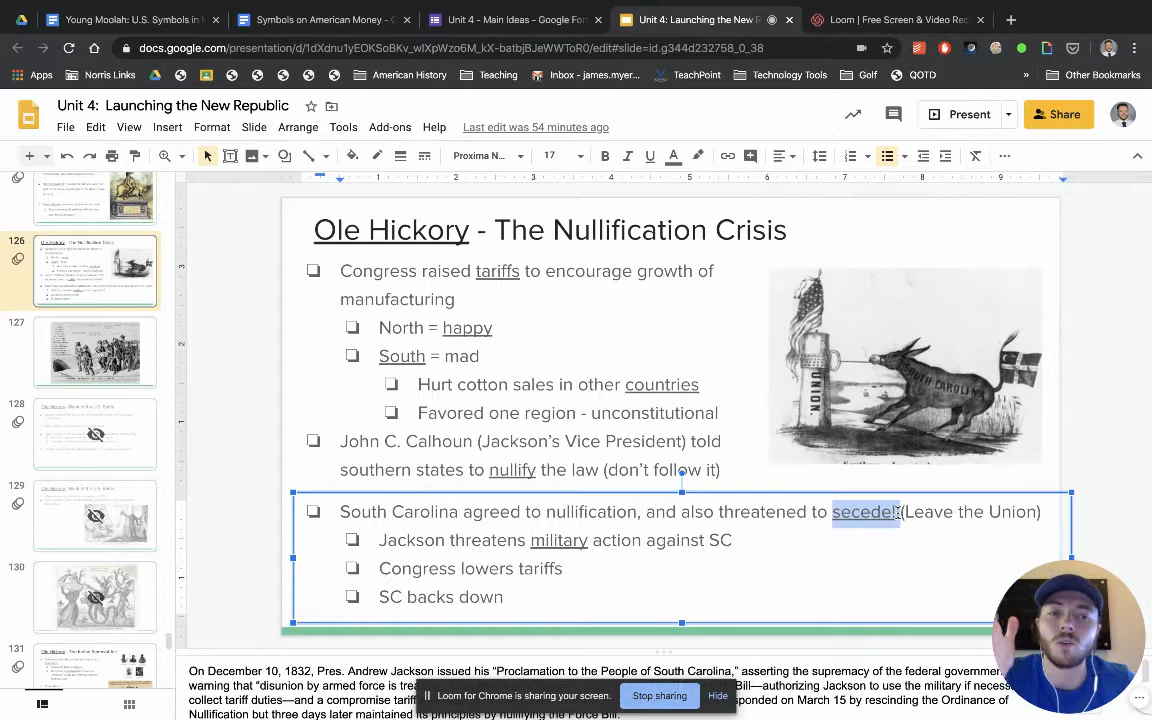 Young Moolah: U.S. Symbols in
Symbols on American Money - 
Unit 4 - Main Ideas - Google For
Unit 4: Launching the New R
Loom | Free Screen & Video Rec
docs.google.com/presentation/d/1dXdnu1yEOKSoBKv_wlXpWzo6M_kX-batbjBJeWWToR0/edit#slide=id.g344d232758_0_38
Apps
Norris Links
American History
Teaching
Inbox - james.myer...
TeachPoint
Technology Tools
Golf
QOTD
»
Other Bookmarks
Unit 4: Launching the New Republic
Present
Share
File Edit View Insert Format Slide Arrange Tools Add-ons Help Last edit was 54 minutes ago
Proxima N... 17
1 2 3 4 5 6 7 8 9
126
127
128
129
130
131
Ole Hickory - The Nullification Crisis
Congress raised tariffs to encourage growth of
manufacturing
North = happy
South = mad
Hurt cotton sales in other countries
Favored one region - unconstitutional
John C. Calhoun (Jackson's Vice President) told
southern states to nullify the law (don't follow it)
UNION
SOUTH CAROLINA
South Carolina agreed to nullification, and also threatened to secede! (Leave the Union)
Jackson threatens military action against SC
Congress lowers tariffs
SC backs down
On December 10, 1832, Pres. Andrew Jackson issued his "Proclamation to the People of South Carolina," asserting the supremacy of the federal governme
warning that "disunion by armed force is trea Bill—authorizing Jackson to use the military if necess
collect tariff duties—and a compromise tarif ponded on March 15 by rescinding the Ordinance of
Nullification but three days later maintained its principles by nullifying the Force Bill.
Loom for Chrome is sharing your screen.
Stop sharing
Hide